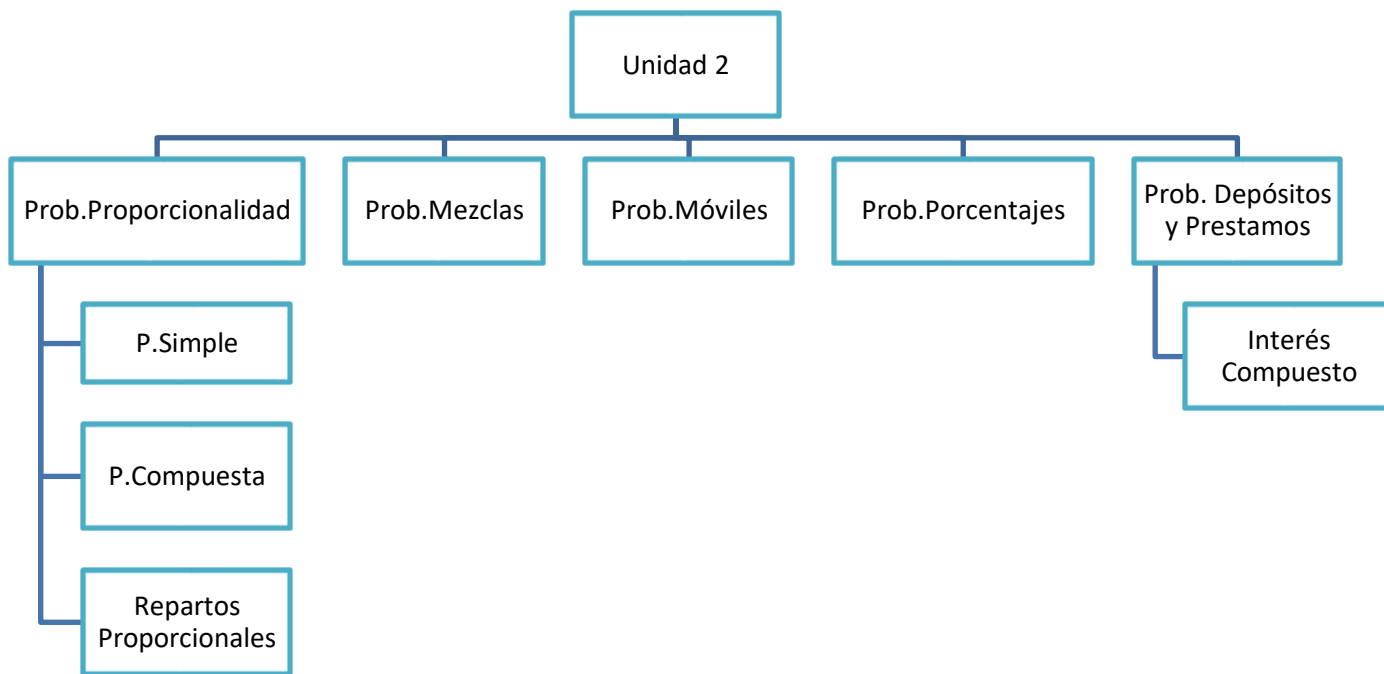 Unidad 2
Prob.Proporcionalidad
Prob.Mezclas
Prob.Móviles
Prob.Porcentajes
Prob. Depósitos
y Prestamos
P.Simple
P.Compuesta
Repartos
Proporcionales
Interés
Compuesto